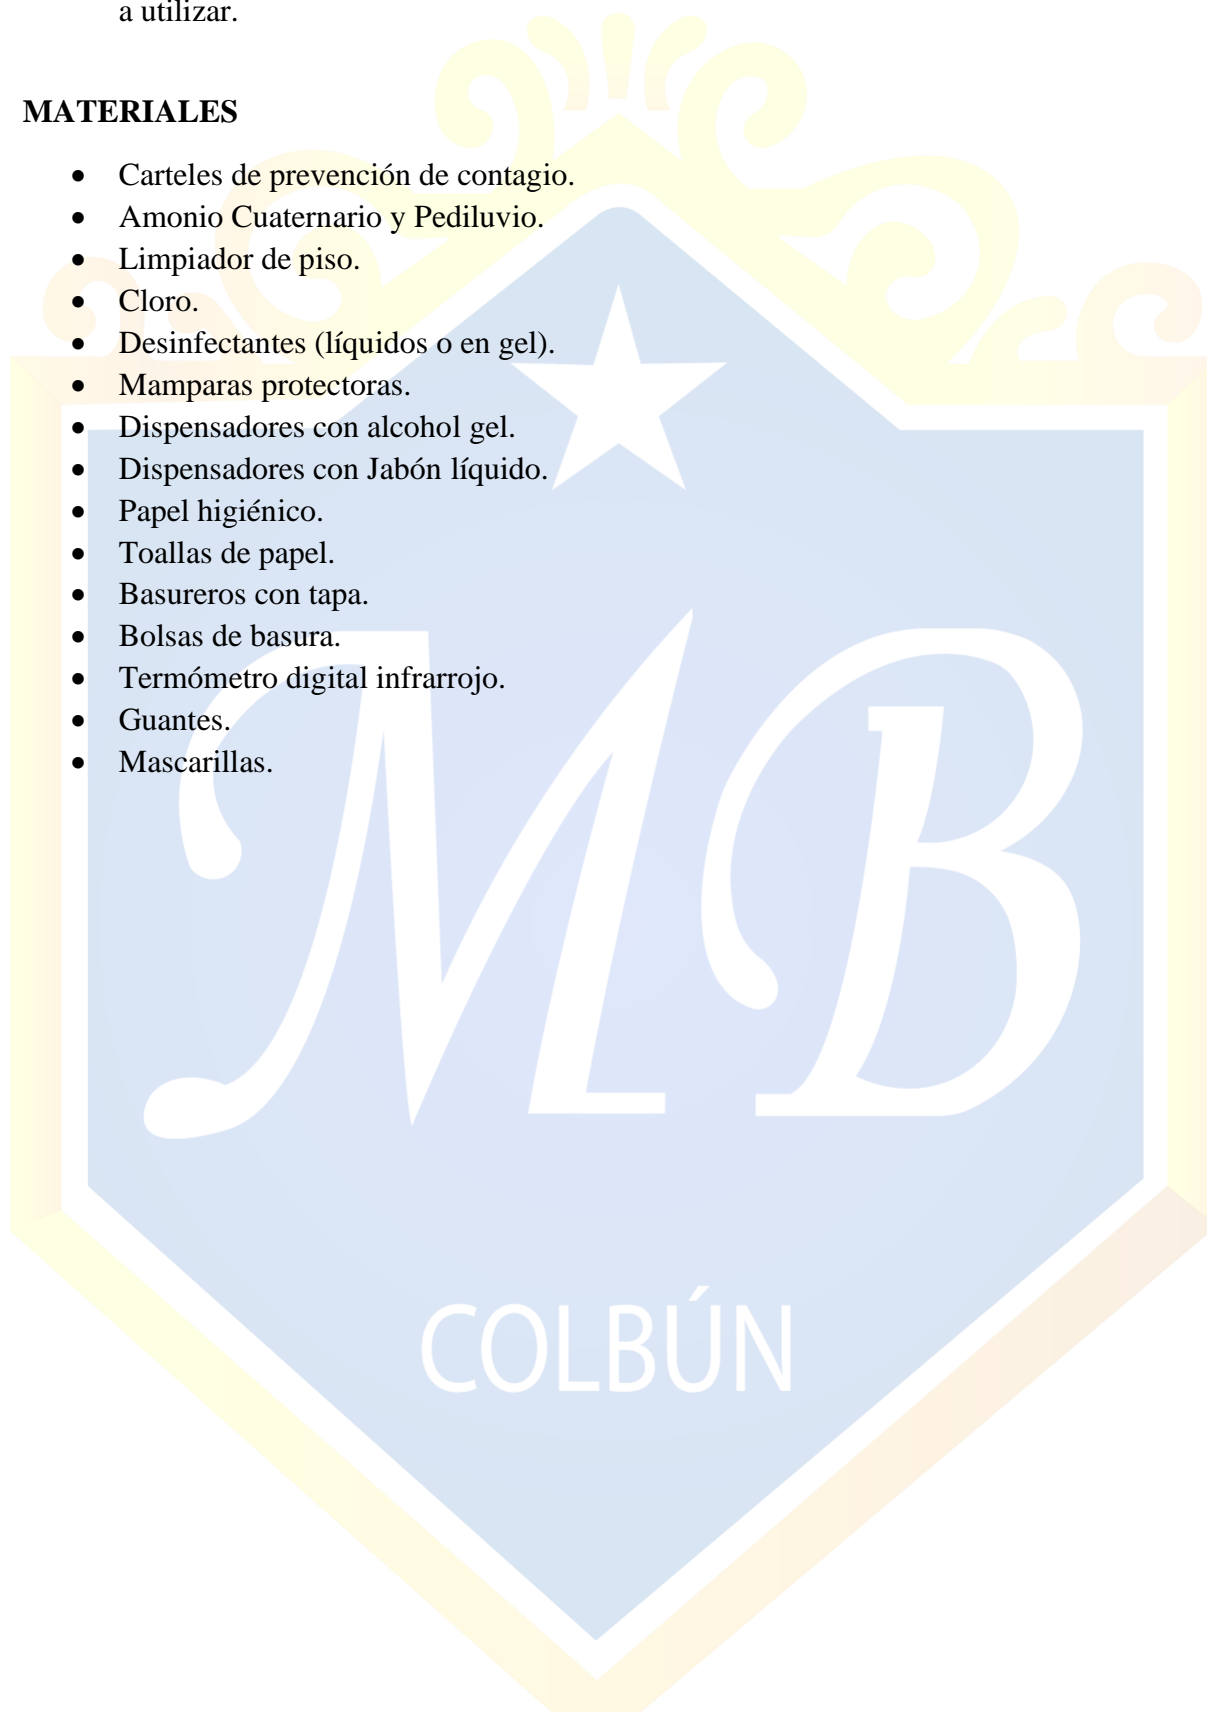 a utilizar.
MATERIALES
• Carteles de prevención de contagio.
• Amonio Cuaternario y Pediluvio.
• Limpiador de piso.
• Cloro.
• Desinfectantes (líquidos o en gel).
• Mamparas protectoras.
• Dispensadores con alcohol gel.
• Dispensadores con Jabón líquido.
• Papel higiénico.
• Toallas de papel.
• Basureros con tapa.
• Bolsas de basura.
• Termómetro digital infrarrojo.
• Guantes.
• Mascarillas.
MB
COLBÚN